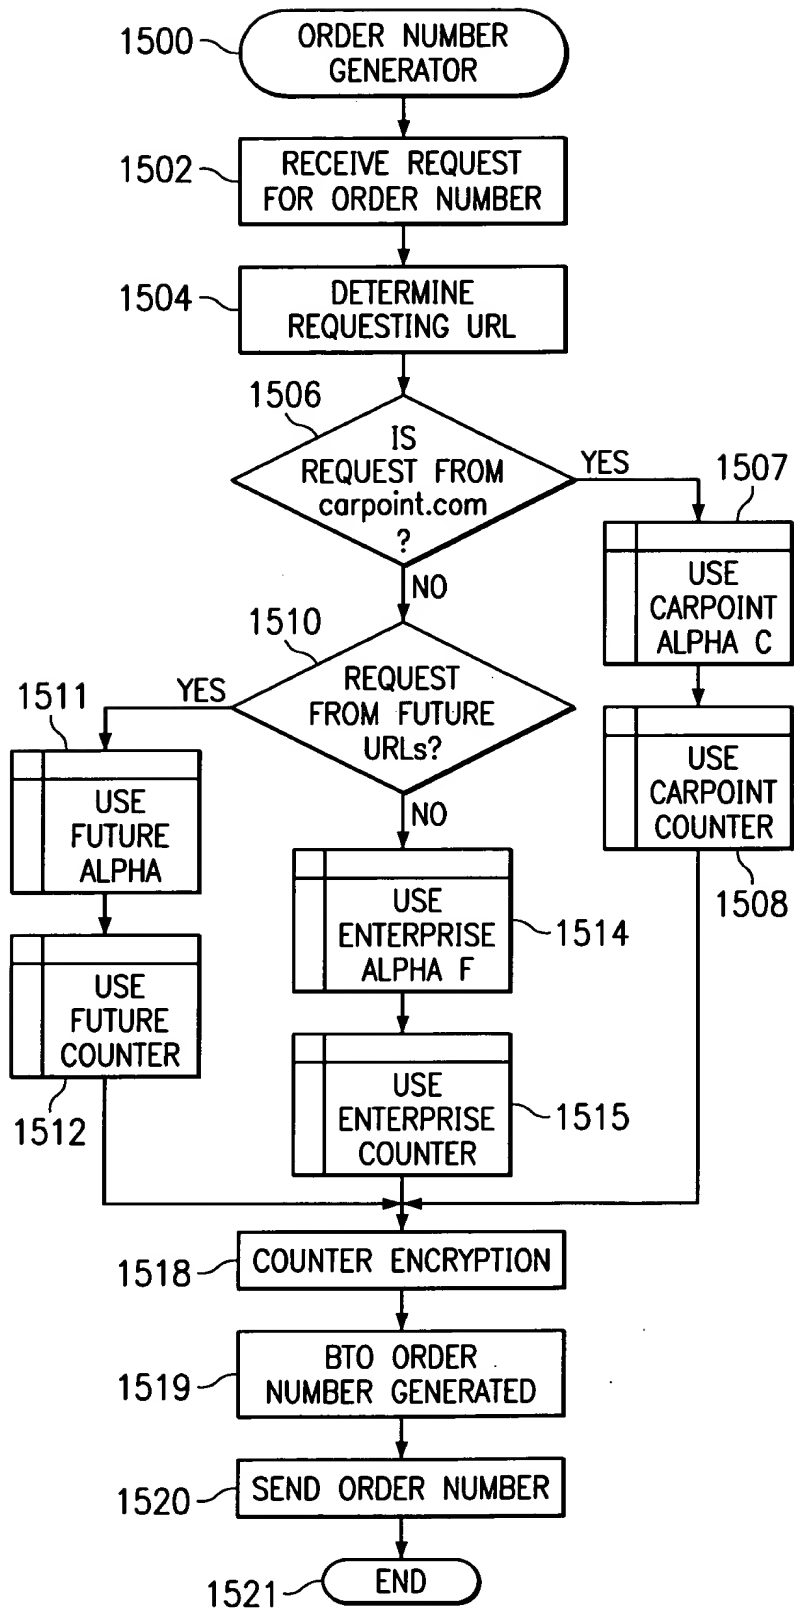 1500
ORDER NUMBER
GENERATOR
1502
RECEIVE REQUEST
FOR ORDER NUMBER
1504
DETERMINE
REQUESTING URL
1506
IS
REQUEST FROM
carpoint.com
?
YES
NO
1507
USE
CARPOINT
ALPHA C
1510
REQUEST
FROM FUTURE
URLs?
YES
NO
1511
USE
FUTURE
ALPHA
USE
CARPOINT
COUNTER
1508
USE
ENTERPRISE
ALPHA F
1514
USE
FUTURE
COUNTER
1512
USE
ENTERPRISE
COUNTER
1515
1518
COUNTER ENCRYPTION
1519
BTO ORDER
NUMBER GENERATED
1520
SEND ORDER NUMBER
1521
END